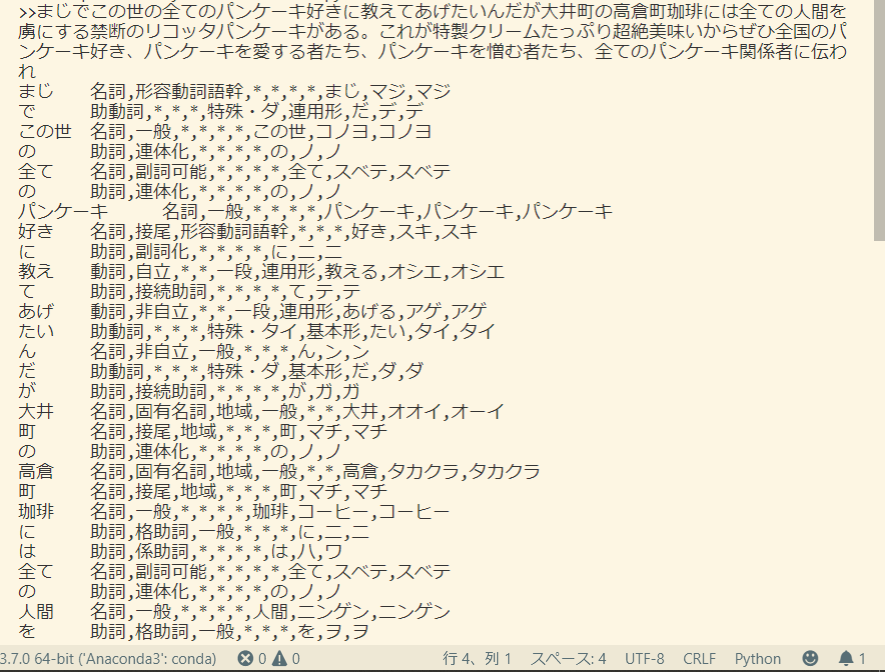 >>まじでこの世の全てのパンケーキ好きに教えてあげたいんだが大井町の高倉町珈琲には全ての人間を
虜にする禁断のリコッタパンケーキがある。これが特製クリームたっぷり超絶美味いからぜひ全国のパ
ンケーキ好き、パンケーキを愛する者たち、パンケーキを憎む者たち、全てのパンケーキ関係者に伝わ
れ
まじ 名詞,形容動詞語幹,*,*,*,*,まじ,マジ,マジ
で 助動詞,*,*,*,特殊・ダ,連用形,だ,デ,デ
この世 名詞,一般,*,*,*,*,この世,コノヨ,コノヨ
の 助詞,連体化,*,*,*,*,の,ノ,ノ
全て 名詞,副詞可能,*,*,*,*,全て,スベテ,スベテ
の 助詞,連体化,*,*,*,*,の,ノ,ノ
パンケーキ 名詞,一般,*,*,*,*,パンケーキ,パンケーキ,パンケーキ
好き 名詞,接尾,形容動詞語幹,*,*,*,好き,スキ,スキ
に 助詞,副詞化,*,*,*,*,に,ニ,ニ
教え 動詞,自立,*,*,一段,連用形,教える,オシエ,オシエ
て 助詞,接続助詞,*,*,*,*,て,テ,テ
あげ 動詞,非自立,*,*,一段,連用形,あげる,アゲ,アゲ
たい 助動詞,*,*,*,特殊・タイ,基本形,たい,タイ,タイ
ん 名詞,非自立,一般,*,*,*,ん,ン,ン
だ 助動詞,*,*,*,特殊・ダ,基本形,だ,ダ,ダ
が 助詞,接続助詞,*,*,*,*,が,ガ,ガ
大井 名詞,固有名詞,地域,一般,*,*,大井,オオイ,オーイ
町 名詞,接尾,地域,*,*,*,町,マチ,マチ
の 助詞,連体化,*,*,*,*,の,ノ,ノ
高倉 名詞,固有名詞,地域,一般,*,*,高倉,タカクラ,タカクラ
町 名詞,接尾,地域,*,*,*,町,マチ,マチ
珈琲 名詞,一般,*,*,*,*,珈琲,コーヒー,コーヒー
に 助詞,格助詞,一般,*,*,*,に,ニ,ニ
は 助詞,係助詞,*,*,*,*,は,ハ,ワ
全て 名詞,副詞可能,*,*,*,*,全て,スベテ,スベテ
の 助詞,連体化,*,*,*,*,の,ノ,ノ
人間 名詞,一般,*,*,*,*,人間,ニンゲン,ニンゲン
を 助詞,格助詞,一般,*,*,*,を,ヲ,ヲ
3.7.0 64-bit ('Anaconda3': conda) 0 0 行 4、列 1 スペース: 4 UTF-8 CRLF Python 1